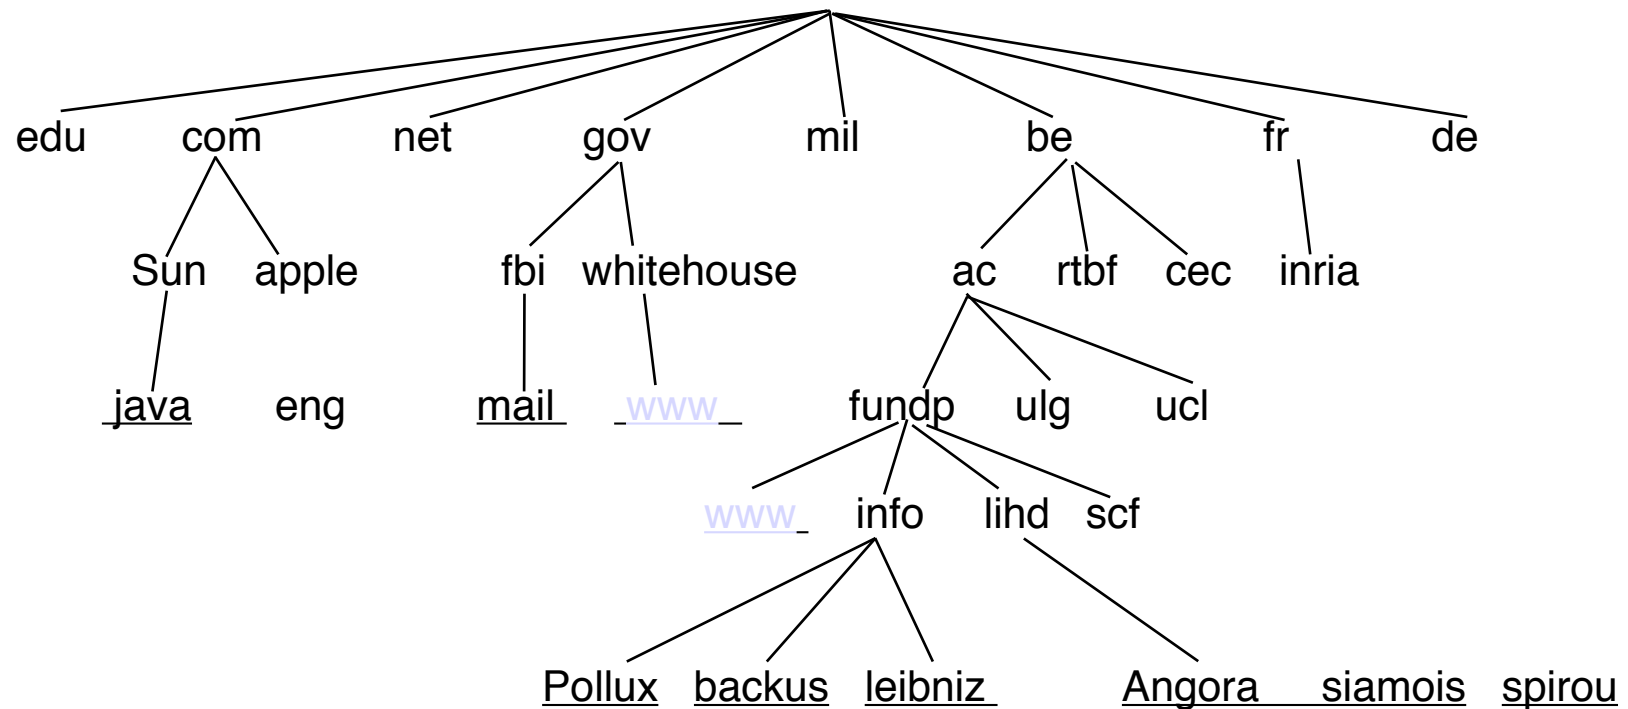 edu com net gov mil be fr de
Sun apple fbi whitehouse ac rtbf cec inria
java eng mail www fundp ulg ucl
www info lihd scf
Pollux backus leibniz Angora siamois spirou